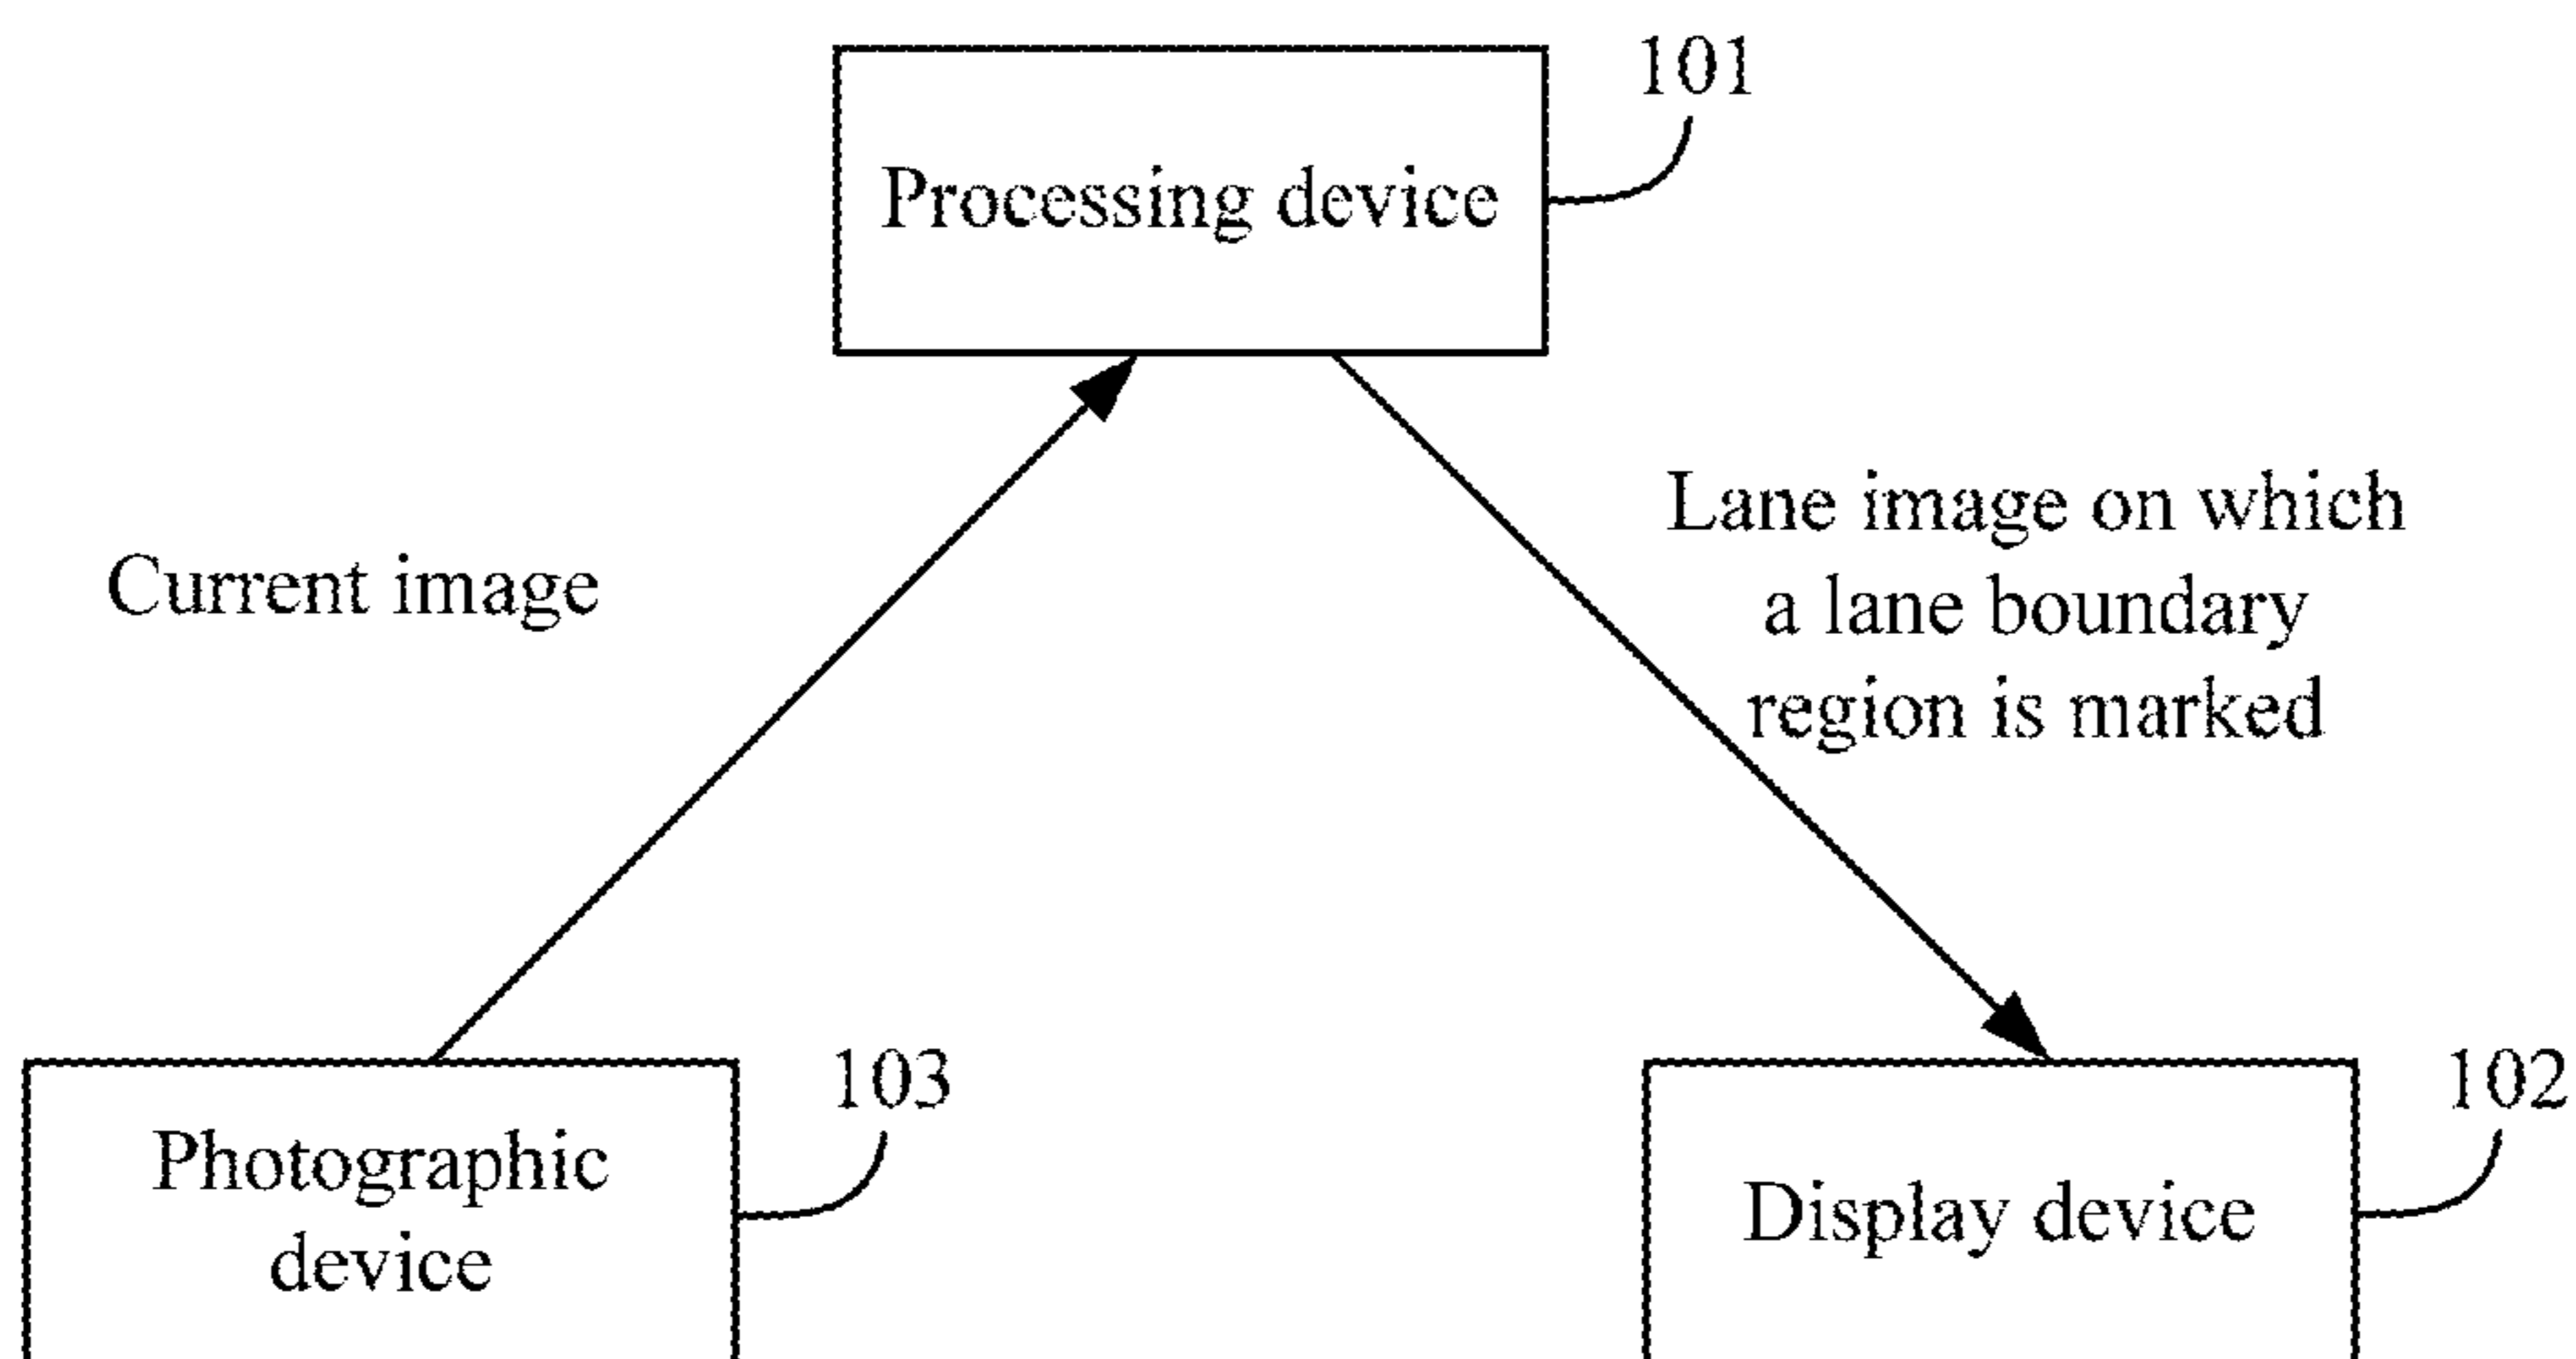 101
Processing device
Lane image on which
a lane boundary
region is marked
Current image
103
Photographic
device
102
Display device